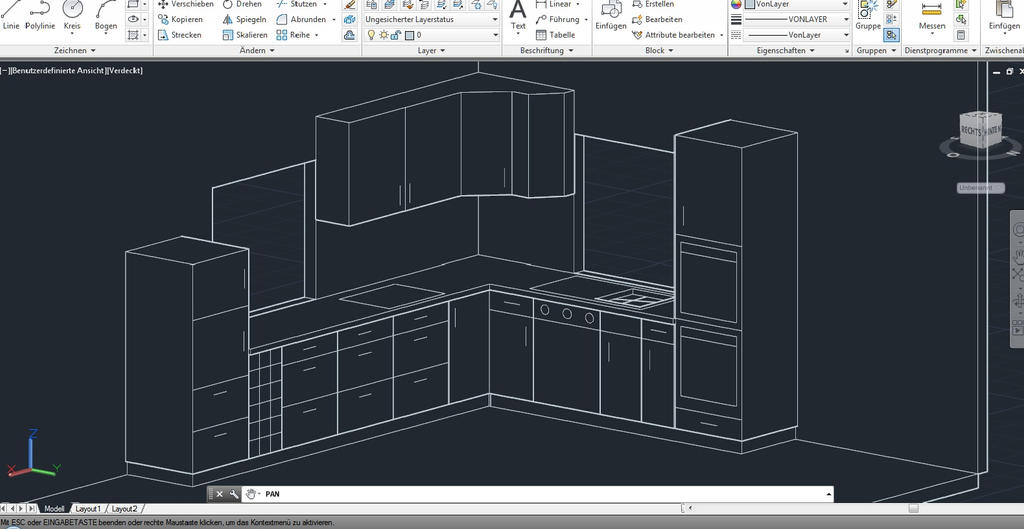 Verschieben Drehen Stutzen Linear Erstellen VonLayer
Linie Polylinie Kreis Bogen Kopieren Spiegeln Abrunden Ungesicherter Layerstatus Text Führung Einfügen Bearbeiten VONLAYER Gruppe Messen Einfügen
Strecken Skalieren Reihe 0 Tabelle Attribute bearbeiten VonLayer
Zeichnen Ändern Layer Beschriftung Block Eigenschaften Gruppen Dienstprogramme Zwischenab
[−][Benutzerdefinierte Ansicht][Verdeckt]
RECHTS HINTEN
Unbenannt
Z
X Y
PAN
Modell Layout1 Layout2
Mit ESC oder EINGABETASTE beenden oder rechte Maustaste klicken, um das Kontextmenü zu aktivieren.